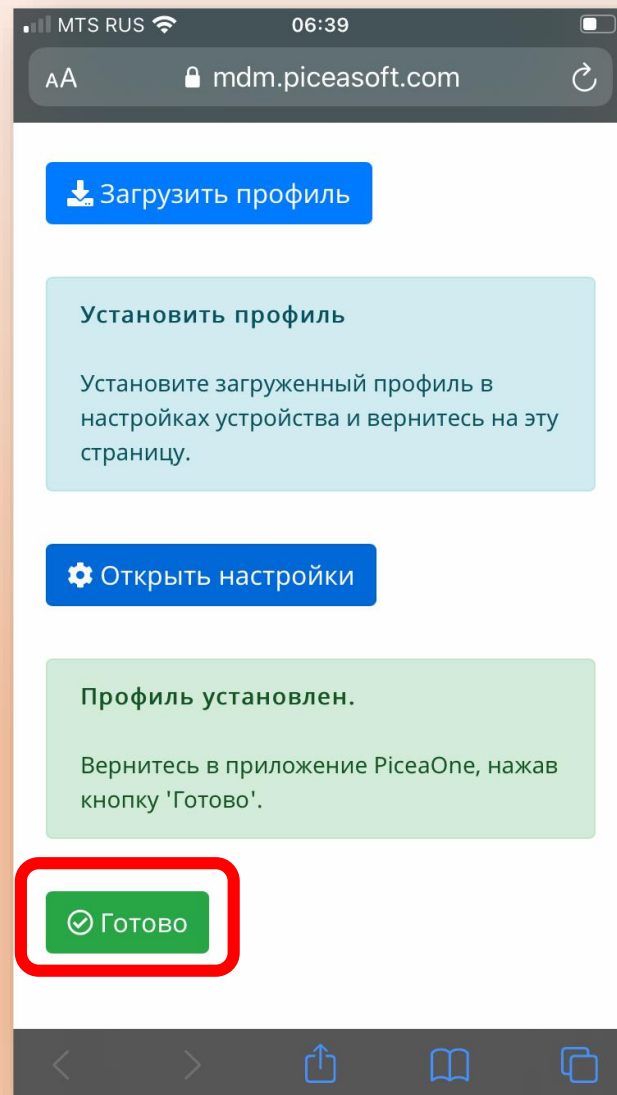 MTS RUS 06:39
AA mdm.piceasoft.com
Загрузить профиль
Установить профиль
Установите загруженный профиль в
настройках устройства и вернитесь на эту
страницу.
Открыть настройки
Профиль установлен.
Вернитесь в приложение PiceaOne, нажав
кнопку 'Готово'.
Готово